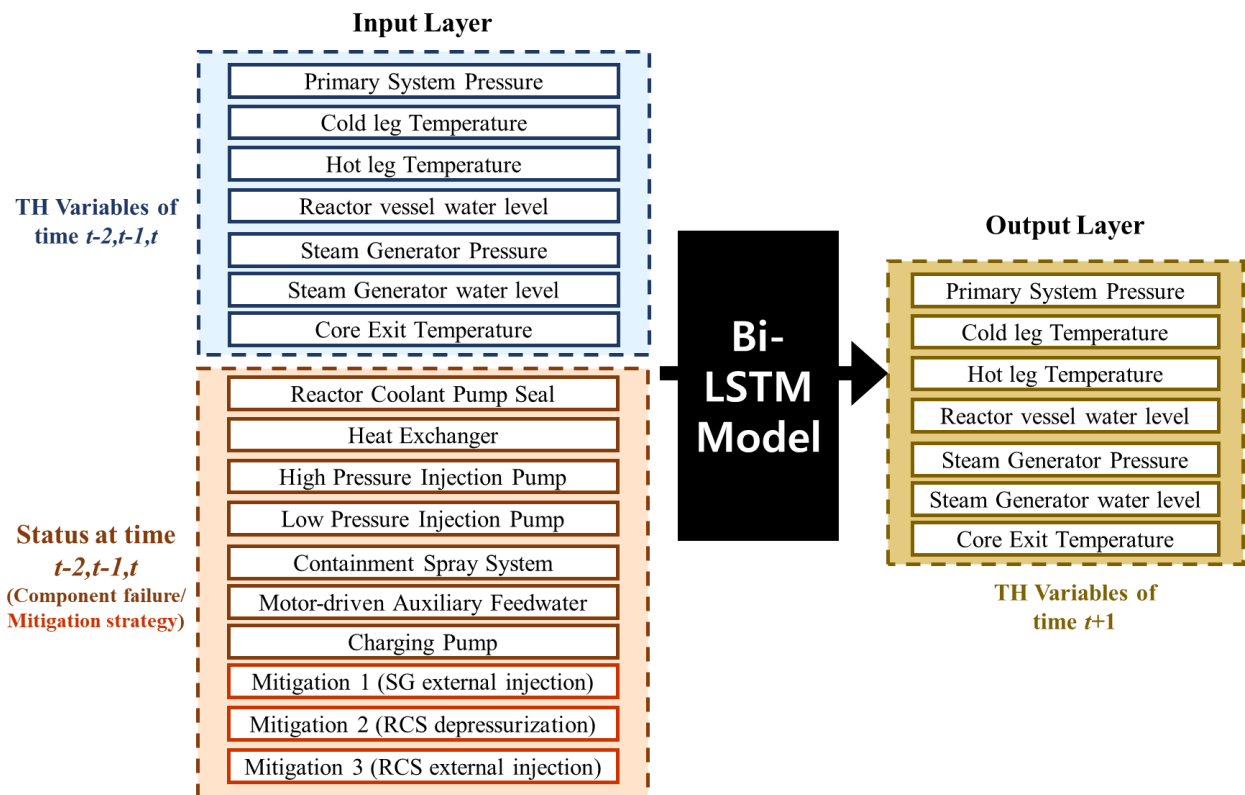 Input Layer
Primary System Pressure
Cold leg Temperature
Hot leg Temperature
Reactor vessel water level
Steam Generator Pressure
Steam Generator water level
Core Exit Temperature
TH Variables of
time t-2,t-1,t
Reactor Coolant Pump Seal
Heat Exchanger
High Pressure Injection Pump
Low Pressure Injection Pump
Containment Spray System
Motor-driven Auxiliary Feedwater
Charging Pump
Mitigation 1 (SG external injection)
Mitigation 2 (RCS depressurization)
Mitigation 3 (RCS external injection)
Status at time
t-2,t-1,t
(Component failure/
Mitigation strategy)
Bi-
LSTM
Model
Output Layer
Primary System Pressure
Cold leg Temperature
Hot leg Temperature
Reactor vessel water level
Steam Generator Pressure
Steam Generator water level
Core Exit Temperature
TH Variables of
time t+1